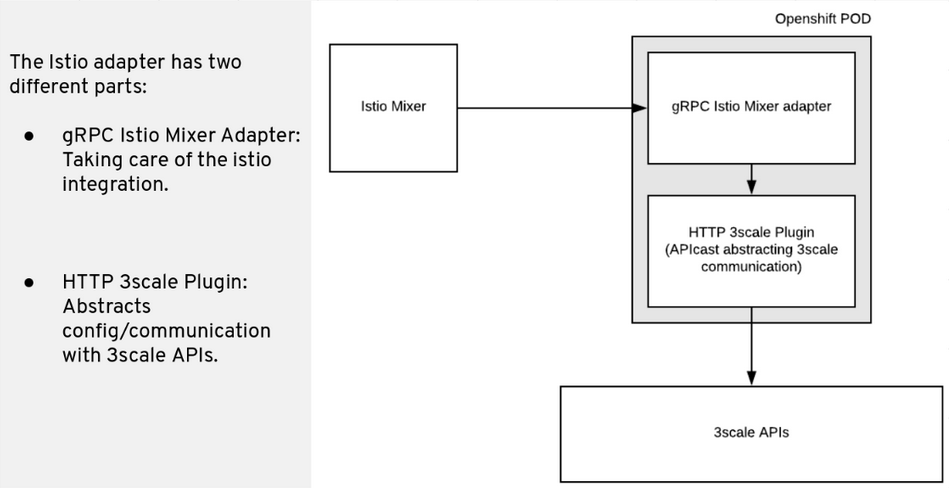 The Istio adapter has two
different parts:
● gRPC Istio Mixer Adapter:
Taking care of the istio
integration.
● HTTP 3scale Plugin:
Abstracts
config/communication
with 3scale APIs.
Openshift POD
Istio Mixer
gRPC Istio Mixer adapter
HTTP 3scale Plugin
(APIcast abstracting 3scale
communication)
3scale APIs